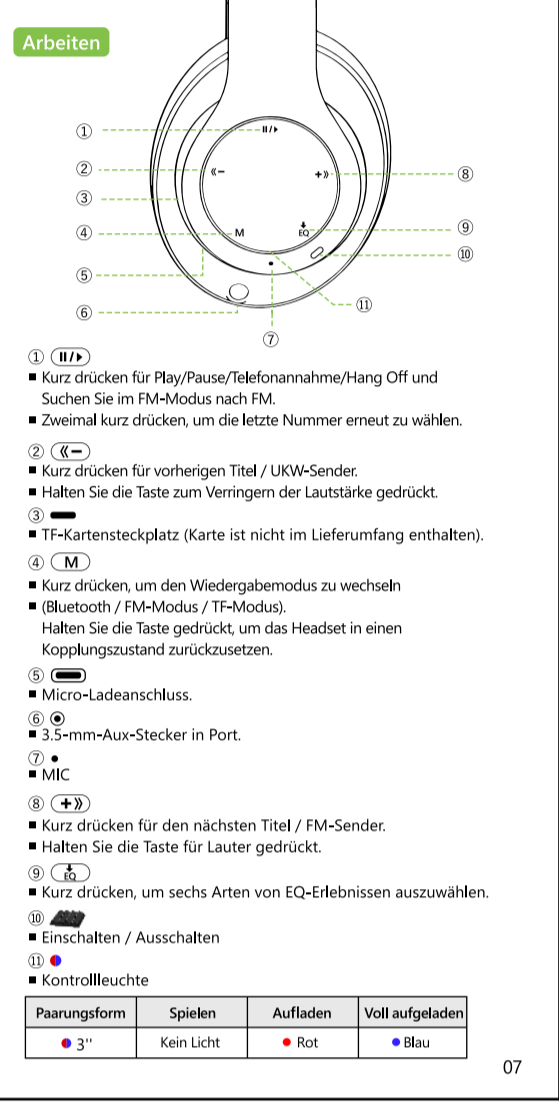 Arbeiten
①
②
③
④
⑤
⑥
⑦
⑧
⑨
⑩
⑪
II/▶
《−
+》
M
EQ
① II/▶
■ Kurz drücken für Play/Pause/Telefonannahme/Hang Off und
Suchen Sie im FM-Modus nach FM.
■ Zweimal kurz drücken, um die letzte Nummer erneut zu wählen.
② 《−
■ Kurz drücken für vorherigen Titel / UKW-Sender.
■ Halten Sie die Taste zum Verringern der Lautstärke gedrückt.
③
■ TF-Kartensteckplatz (Karte ist nicht im Lieferumfang enthalten).
④ M
■ Kurz drücken, um den Wiedergabemodus zu wechseln
■ (Bluetooth / FM-Modus / TF-Modus).
Halten Sie die Taste gedrückt, um das Headset in einen
Kopplungszustand zurückzusetzen.
⑤
■ Micro-Ladeanschluss.
⑥
■ 3.5-mm-Aux-Stecker in Port.
⑦
■ MIC
⑧ +》
■ Kurz drücken für den nächsten Titel / FM-Sender.
■ Halten Sie die Taste für Lauter gedrückt.
⑨ EQ
■ Kurz drücken, um sechs Arten von EQ-Erlebnissen auszuwählen.
⑩
■ Einschalten / Ausschalten
⑪
■ Kontrollleuchte
Paarungsform Spielen Aufladen Voll aufgeladen
3'' Kein Licht Rot Blau
07